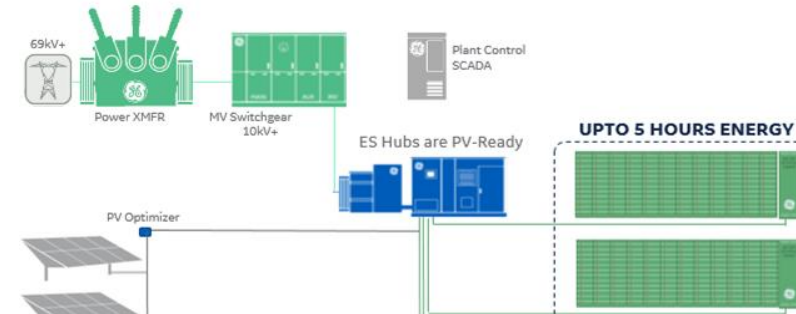 69kV+
Power XMFR
MV Switchgear
10kV+
Plant Control
SCADA
ES Hubs are PV-Ready
UPTO 5 HOURS ENERGY
PV Optimizer